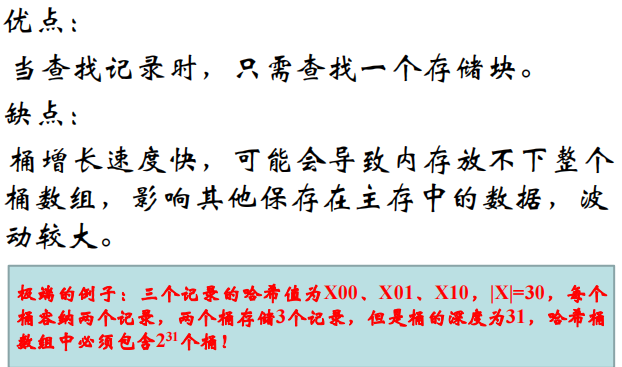 优点：
当查找记录时，只需查找一个存储块。
缺点：
桶增长速度快，可能会导致内存放不下整个
桶数组，影响其他保存在主存中的数据，波
动较大。
极端的例子：三个记录的哈希值为X00、X01、X10，|X|=30，每个
桶容纳两个记录，两个桶存储3个记录，但是桶的深度为31，哈希桶
数组中必须包含2³¹个桶！